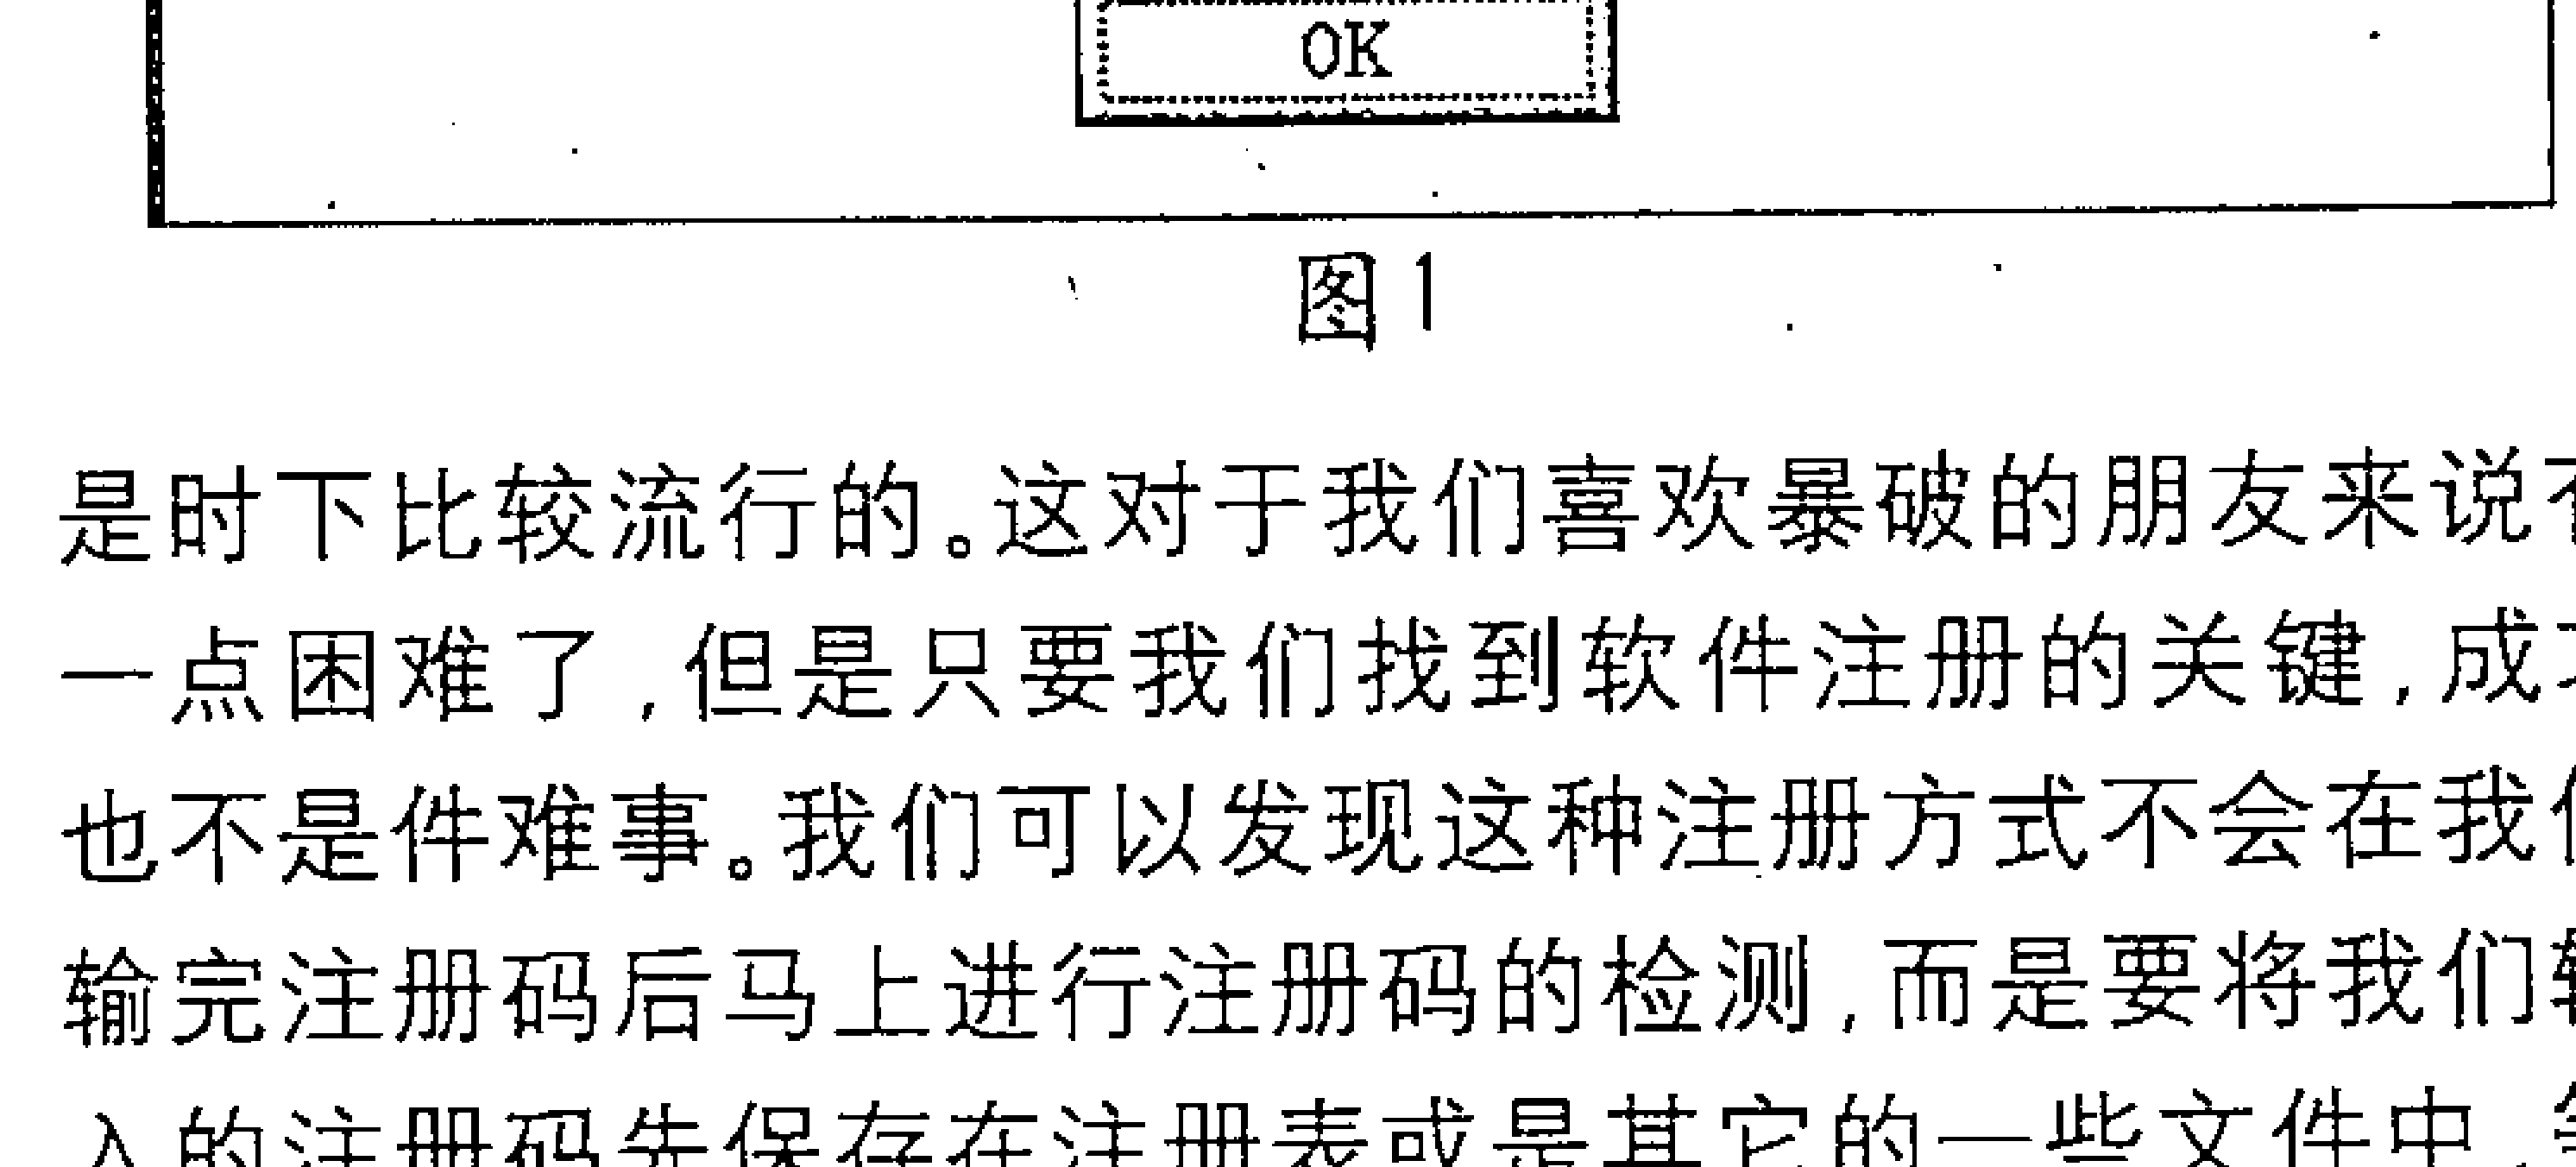 OK
图1
是时下比较流行的。这对于我们喜欢暴破的朋友来说
一点困难了,但是只要我们找到软件注册的关键,成
也不是件难事。我们可以发现这种注册方式不会在我
输完注册码后马上进行注册码的检测,而是要将我们
入的注册码先保存在注册表或是其它的一些文件中,